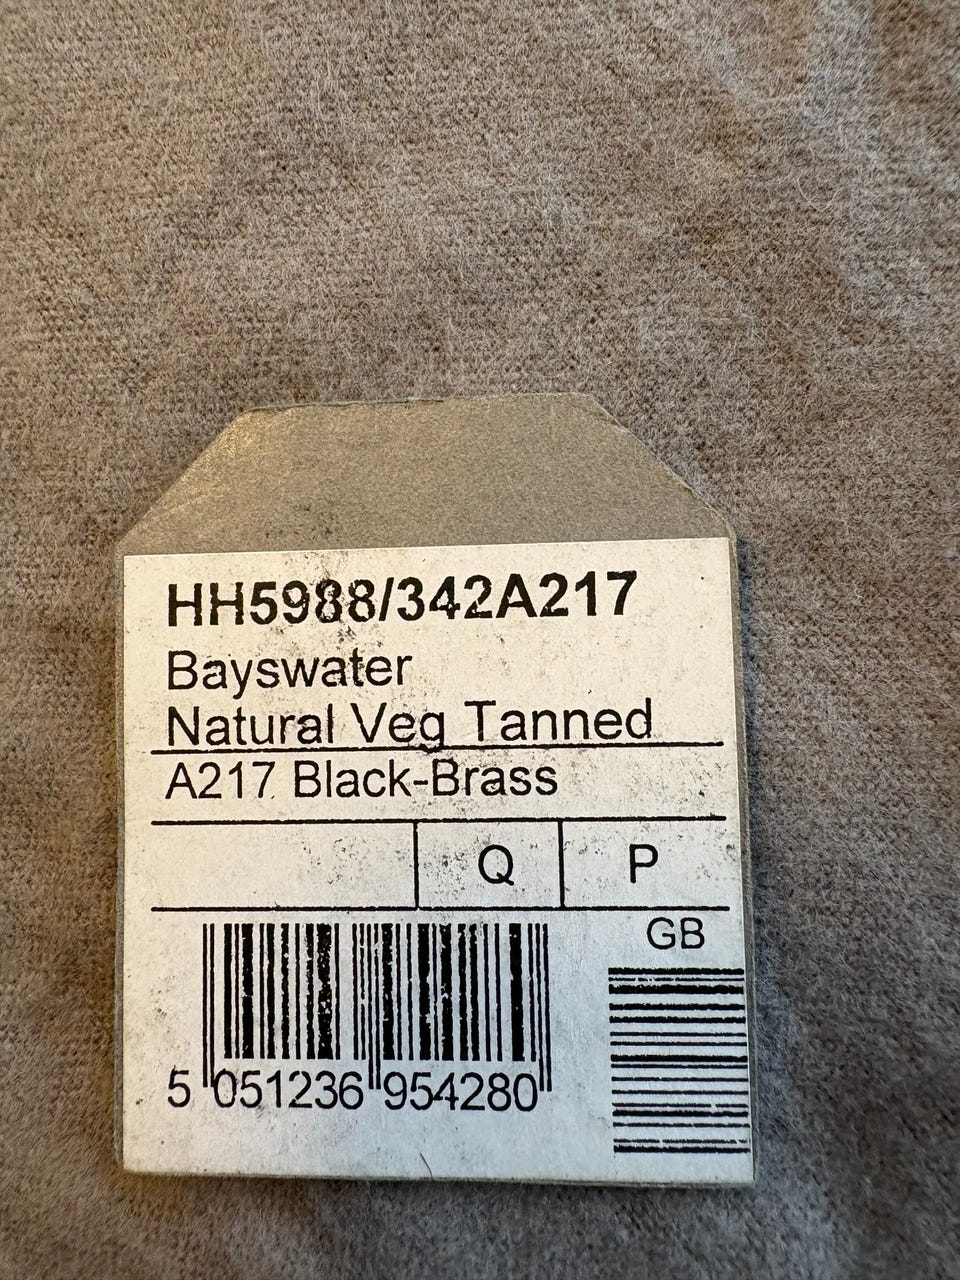 HH5988/342A217
Bayswater
Natural Veg Tanned
A217 Black-Brass
Q P
GB
5 051236 954280